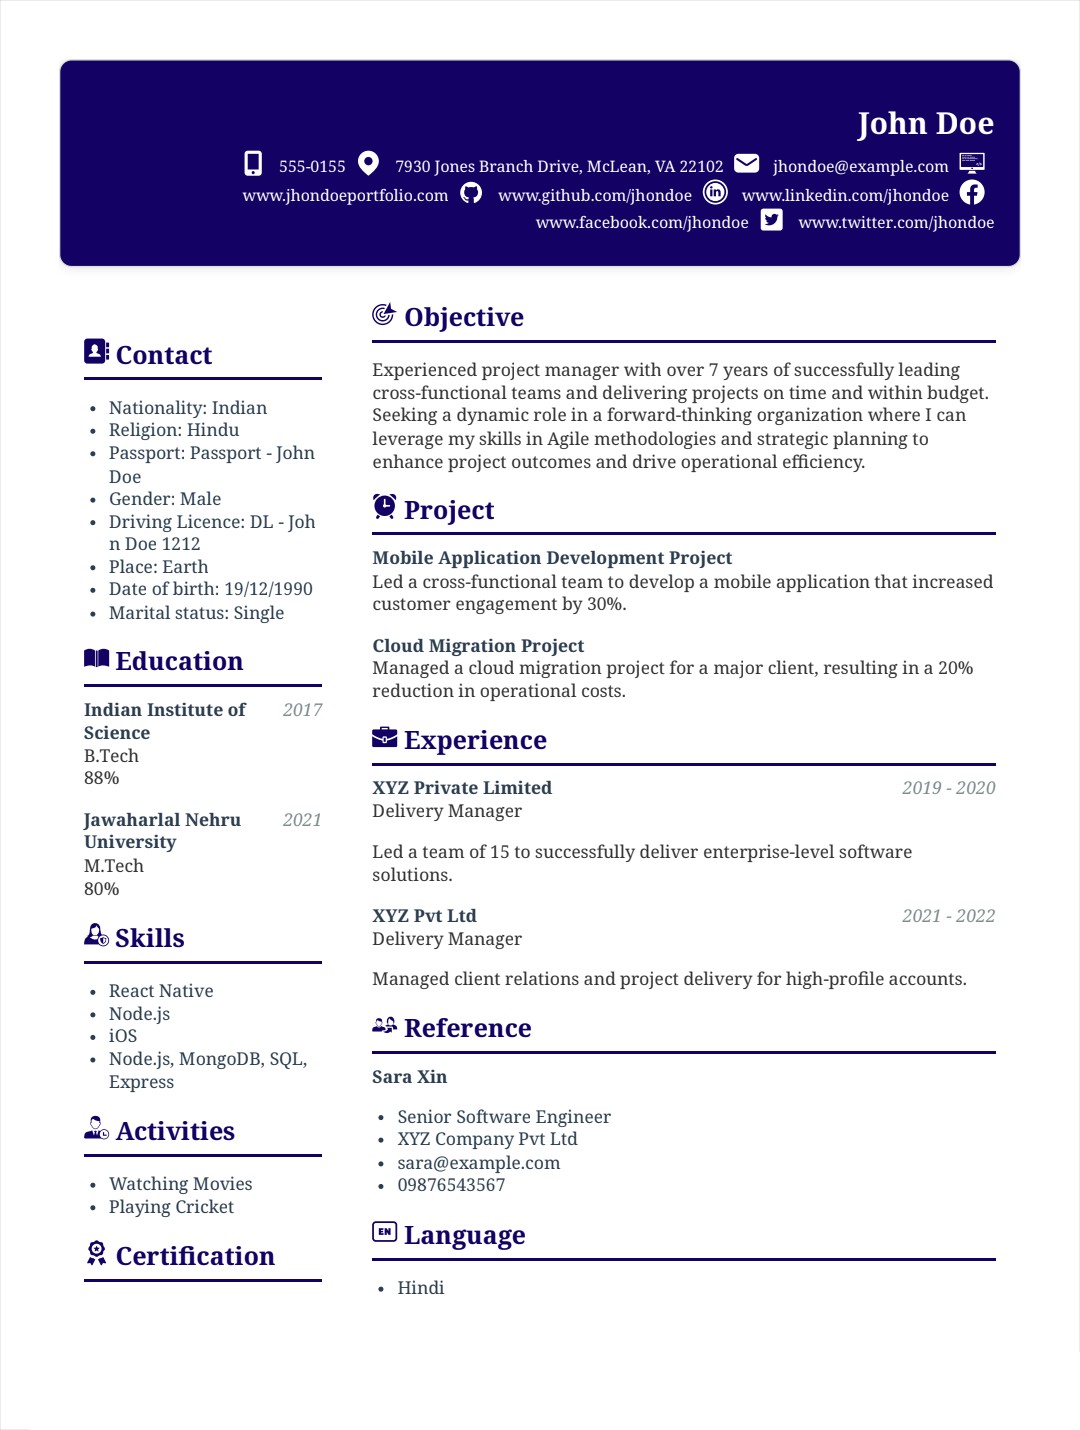 John Doe
555-0155 7930 Jones Branch Drive, McLean, VA 22102 jhondoe@example.com
www.jhondoeportfolio.com www.github.com/jhondoe www.linkedin.com/jhondoe
www.facebook.com/jhondoe www.twitter.com/jhondoe
Contact
Nationality: Indian
Religion: Hindu
Passport: Passport - John
Doe
Gender: Male
Driving Licence: DL - Joh
n Doe 1212
Place: Earth
Date of birth: 19/12/1990
Marital status: Single
Education
Indian Institute of 2017
Science
B.Tech
88%
Jawaharlal Nehru 2021
University
M.Tech
80%
Skills
React Native
Node.js
iOS
Node.js, MongoDB, SQL,
Express
Activities
Watching Movies
Playing Cricket
Certification
Objective
Experienced project manager with over 7 years of successfully leading
cross-functional teams and delivering projects on time and within budget.
Seeking a dynamic role in a forward-thinking organization where I can
leverage my skills in Agile methodologies and strategic planning to
enhance project outcomes and drive operational efficiency.
Project
Mobile Application Development Project
Led a cross-functional team to develop a mobile application that increased
customer engagement by 30%.
Cloud Migration Project
Managed a cloud migration project for a major client, resulting in a 20%
reduction in operational costs.
Experience
XYZ Private Limited 2019 - 2020
Delivery Manager
Led a team of 15 to successfully deliver enterprise-level software
solutions.
XYZ Pvt Ltd 2021 - 2022
Delivery Manager
Managed client relations and project delivery for high-profile accounts.
Reference
Sara Xin
Senior Software Engineer
XYZ Company Pvt Ltd
sara@example.com
09876543567
EN Language
Hindi